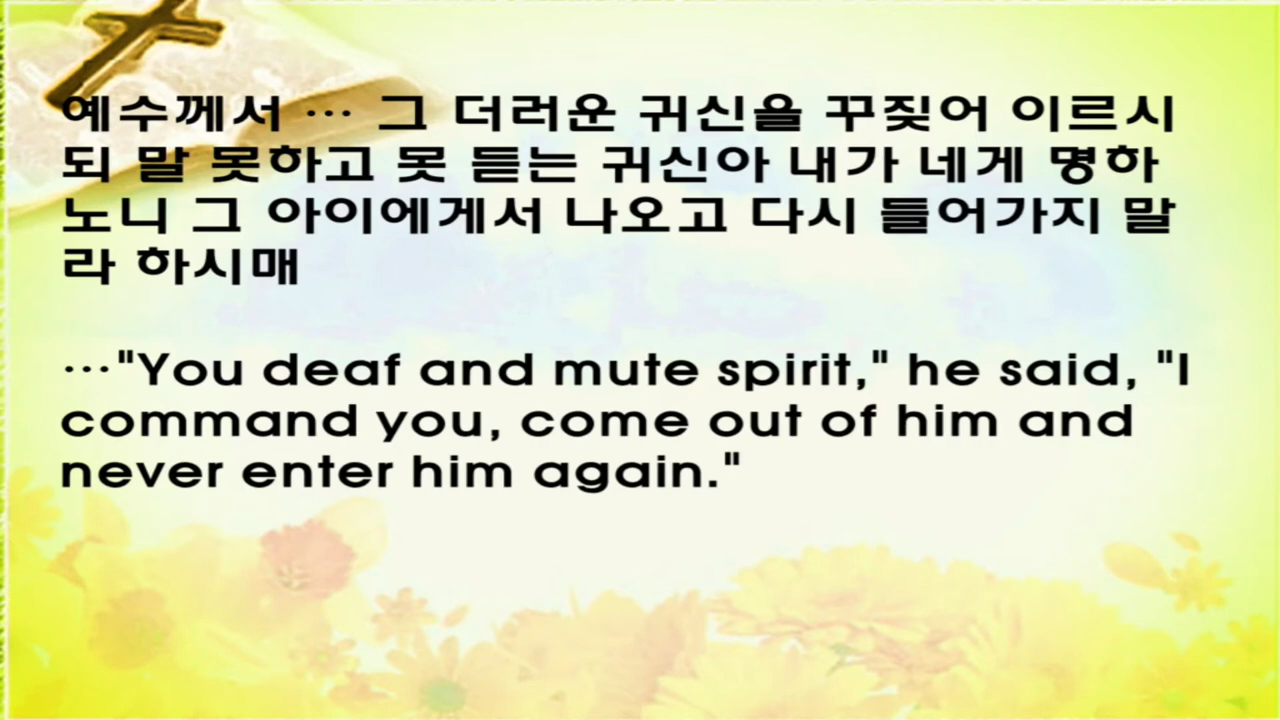 예수께서 … 그 더러운 귀신을 꾸짖어 이르시
되 말 못하고 못 듣는 귀신아 내가 네게 명하
노니 그 아이에게서 나오고 다시 들어가지 말
라 하시매
…"You deaf and mute spirit," he said, "I
command you, come out of him and
never enter him again."